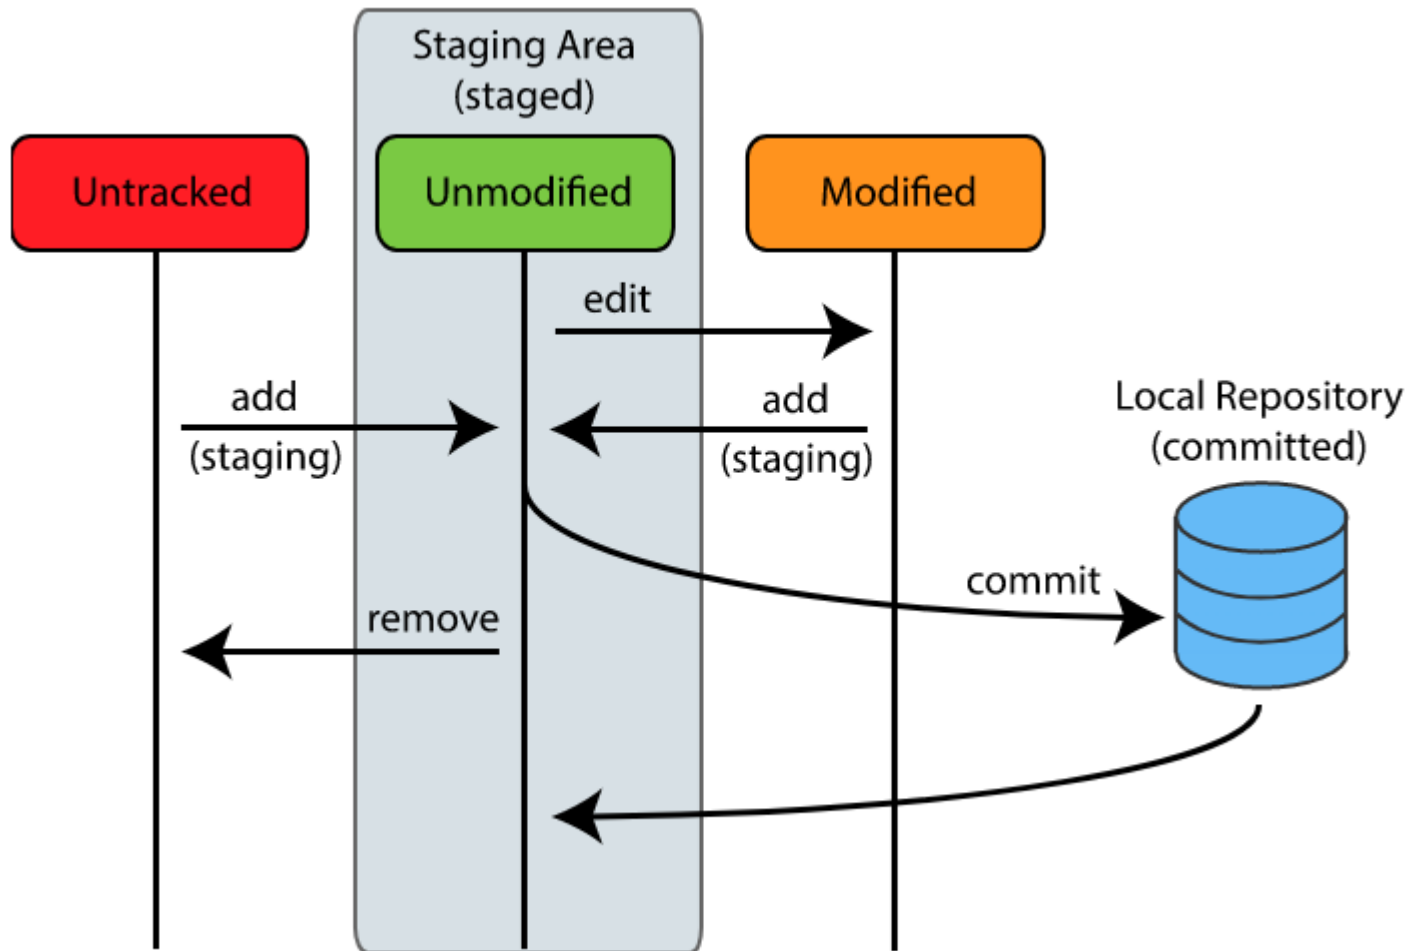 Staging Area
(staged)
Untracked
Unmodified
Modified
edit
add
(staging)
add
(staging)
Local Repository
(committed)
commit
remove